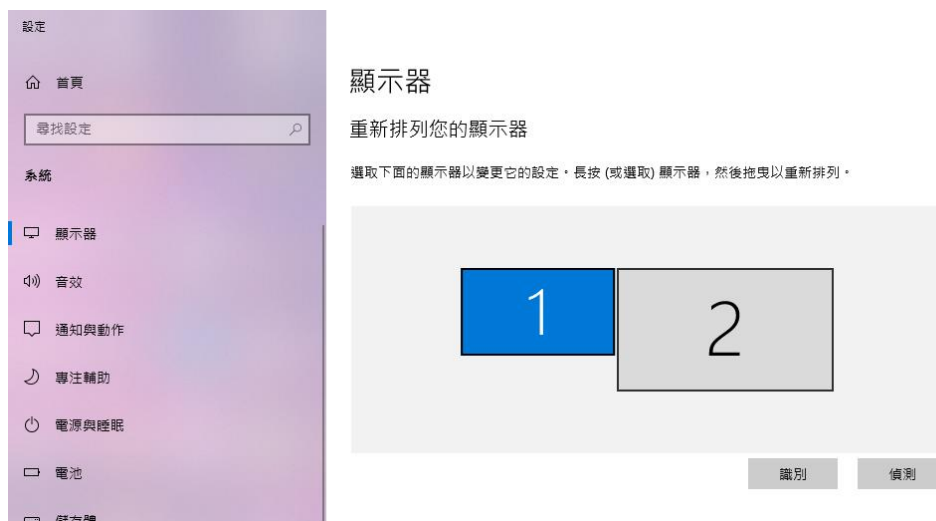 設定
首頁
尋找設定
系統
顯示器
音效
通知與動作
專注輔助
電源與睡眠
電池
顯示器
重新排列您的顯示器
選取下面的顯示器以變更它的設定。長按 (或選取) 顯示器，然後拖曳以重新排列。
1
2
識別
偵測